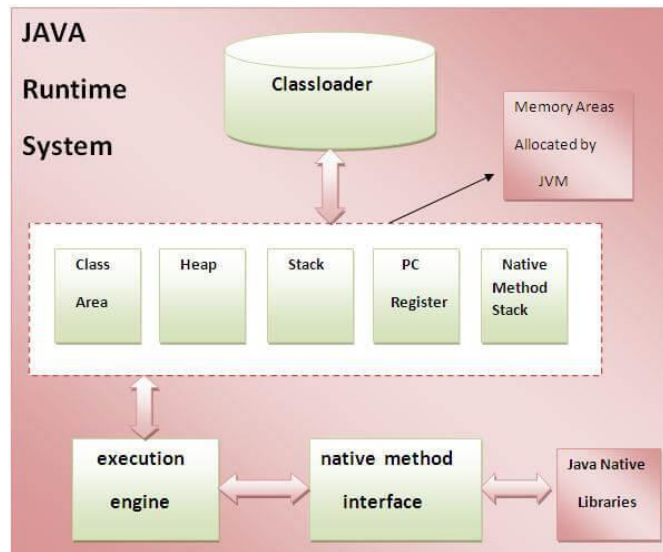 JAVA
Runtime
System
Classloader
Memory Areas
Allocated by
JVM
Class
Area
Heap
Stack
PC
Register
Native
Method
Stack
execution
engine
native method
interface
Java Native
Libraries